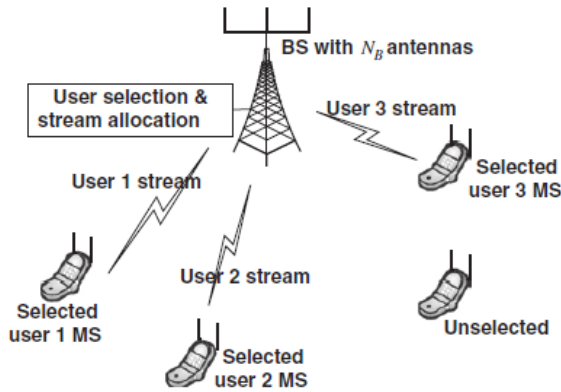 BS with N_B antennas
User selection &
stream allocation
User 3 stream
User 1 stream
Selected
user 3 MS
User 2 stream
Selected
user 1 MS
Unselected
Selected
user 2 MS